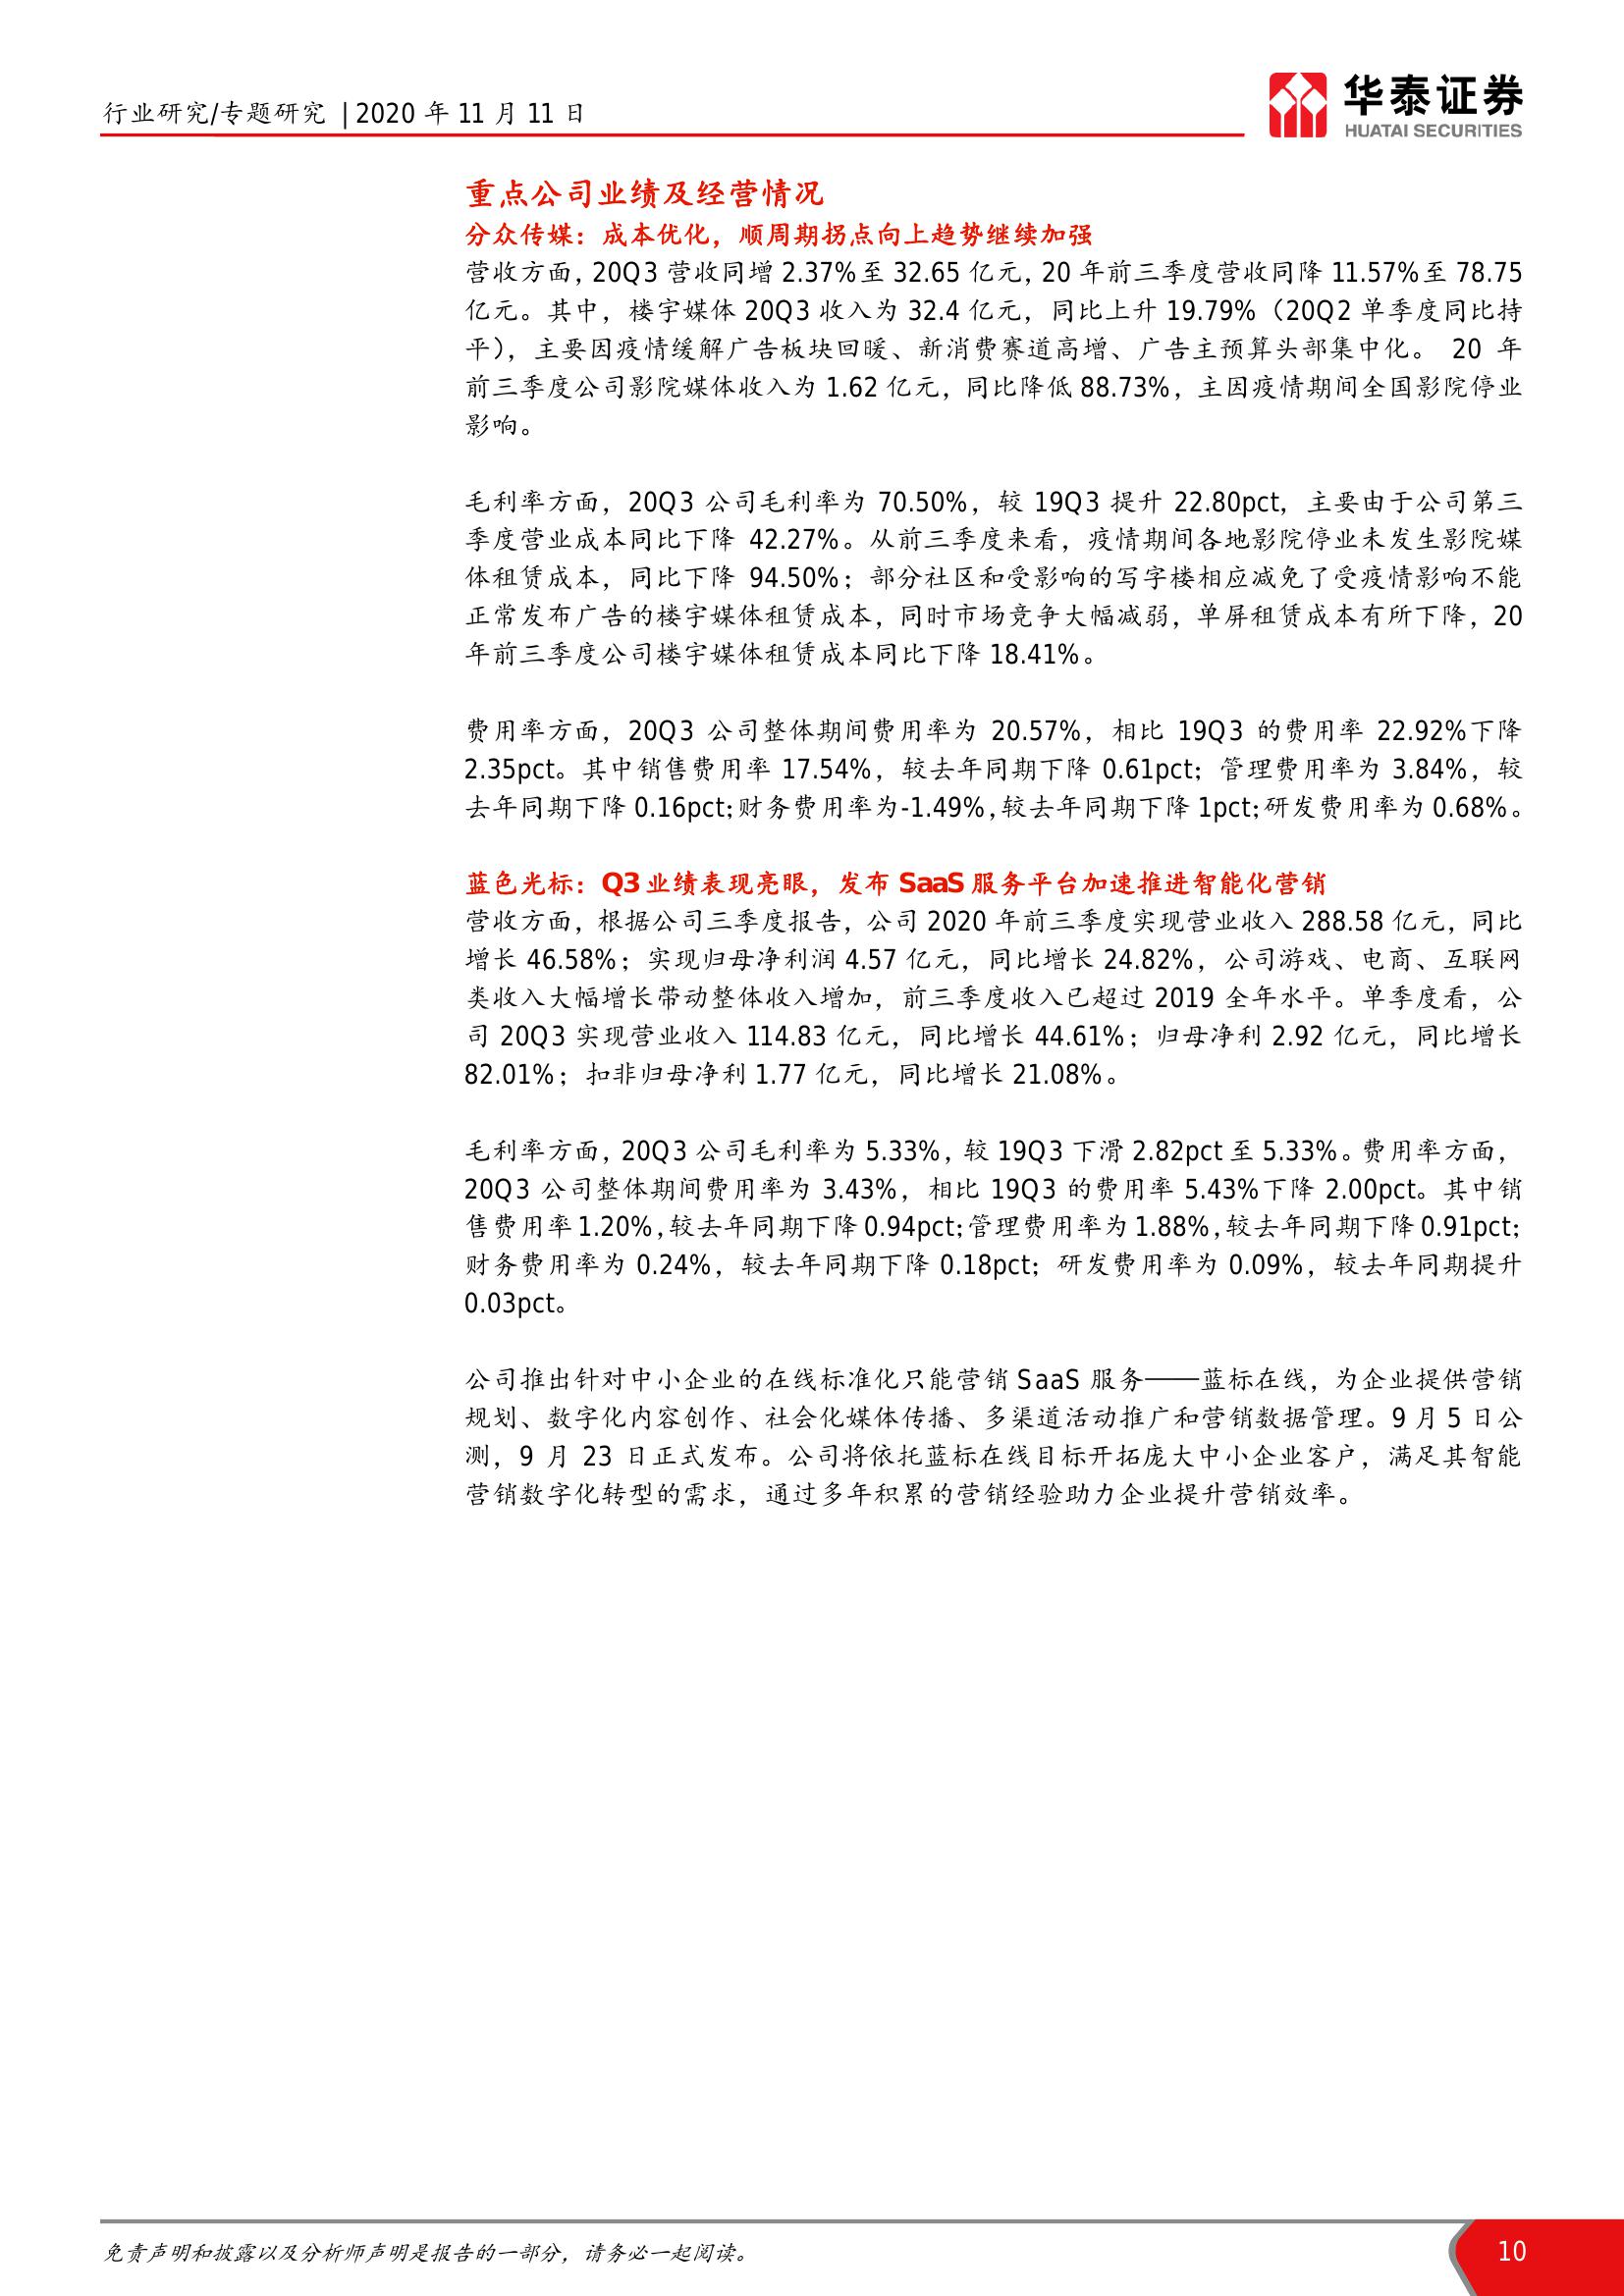 行业研究/专题研究 | 2020 年 11 月 11 日
华泰证券
HUATAI SECURITIES
重点公司业绩及经营情况
分众传媒：成本优化，顺周期拐点向上趋势继续加强
营收方面，20Q3 营收同增 2.37%至 32.65 亿元，20 年前三季度营收同降 11.57%至 78.75
亿元。其中，楼宇媒体 20Q3 收入为 32.4 亿元，同比上升 19.79%（20Q2 单季度同比持
平），主要因疫情缓解广告板块回暖、新消费赛道高增、广告主预算头部集中化。 20 年
前三季度公司影院媒体收入为 1.62 亿元，同比降低 88.73%，主因疫情期间全国影院停业
影响。
毛利率方面，20Q3 公司毛利率为 70.50%，较 19Q3 提升 22.80pct，主要由于公司第三
季度营业成本同比下降 42.27%。从前三季度来看，疫情期间各地影院停业未发生影院媒
体租赁成本，同比下降 94.50%；部分社区和受影响的写字楼相应减免了受疫情影响不能
正常发布广告的楼宇媒体租赁成本，同时市场竞争大幅减弱，单屏租赁成本有所下降，20
年前三季度公司楼宇媒体租赁成本同比下降 18.41%。
费用率方面，20Q3 公司整体期间费用率为 20.57%，相比 19Q3 的费用率 22.92%下降
2.35pct。其中销售费用率 17.54%，较去年同期下降 0.61pct；管理费用率为 3.84%，较
去年同期下降 0.16pct；财务费用率为-1.49%，较去年同期下降 1pct；研发费用率为 0.68%。
蓝色光标：Q3 业绩表现亮眼，发布 SaaS 服务平台加速推进智能化营销
营收方面，根据公司三季度报告，公司 2020 年前三季度实现营业收入 288.58 亿元，同比
增长 46.58%；实现归母净利润 4.57 亿元，同比增长 24.82%，公司游戏、电商、互联网
类收入大幅增长带动整体收入增加，前三季度收入已超过 2019 全年水平。单季度看，公
司 20Q3 实现营业收入 114.83 亿元，同比增长 44.61%；归母净利 2.92 亿元，同比增长
82.01%；扣非归母净利 1.77 亿元，同比增长 21.08%。
毛利率方面，20Q3 公司毛利率为 5.33%，较 19Q3 下滑 2.82pct 至 5.33%。费用率方面，
20Q3 公司整体期间费用率为 3.43%，相比 19Q3 的费用率 5.43%下降 2.00pct。其中销
售费用率 1.20%，较去年同期下降 0.94pct；管理费用率为 1.88%，较去年同期下降 0.91pct；
财务费用率为 0.24%，较去年同期下降 0.18pct；研发费用率为 0.09%，较去年同期提升
0.03pct。
公司推出针对中小企业的在线标准化只能营销 SaaS 服务——蓝标在线，为企业提供营销
规划、数字化内容创作、社会化媒体传播、多渠道活动推广和营销数据管理。9 月 5 日公
测，9 月 23 日正式发布。公司将依托蓝标在线目标开拓庞大中小企业客户，满足其智能
营销数字化转型的需求，通过多年积累的营销经验助力企业提升营销效率。
免责声明和披露以及分析师声明是报告的一部分，请务必一起阅读。
10